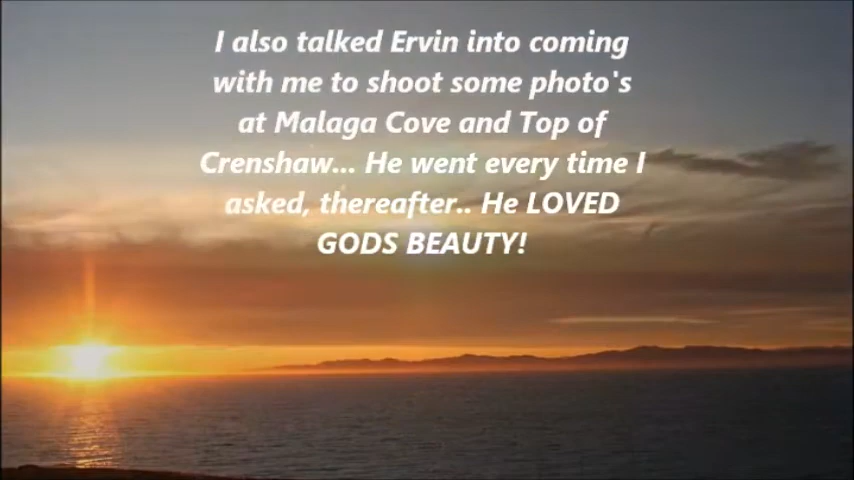 I also talked Ervin into coming
with me to shoot some photo's
at Malaga Cove and Top of
Crenshaw... He went every time I
asked, thereafter.. He LOVED
GODS BEAUTY!